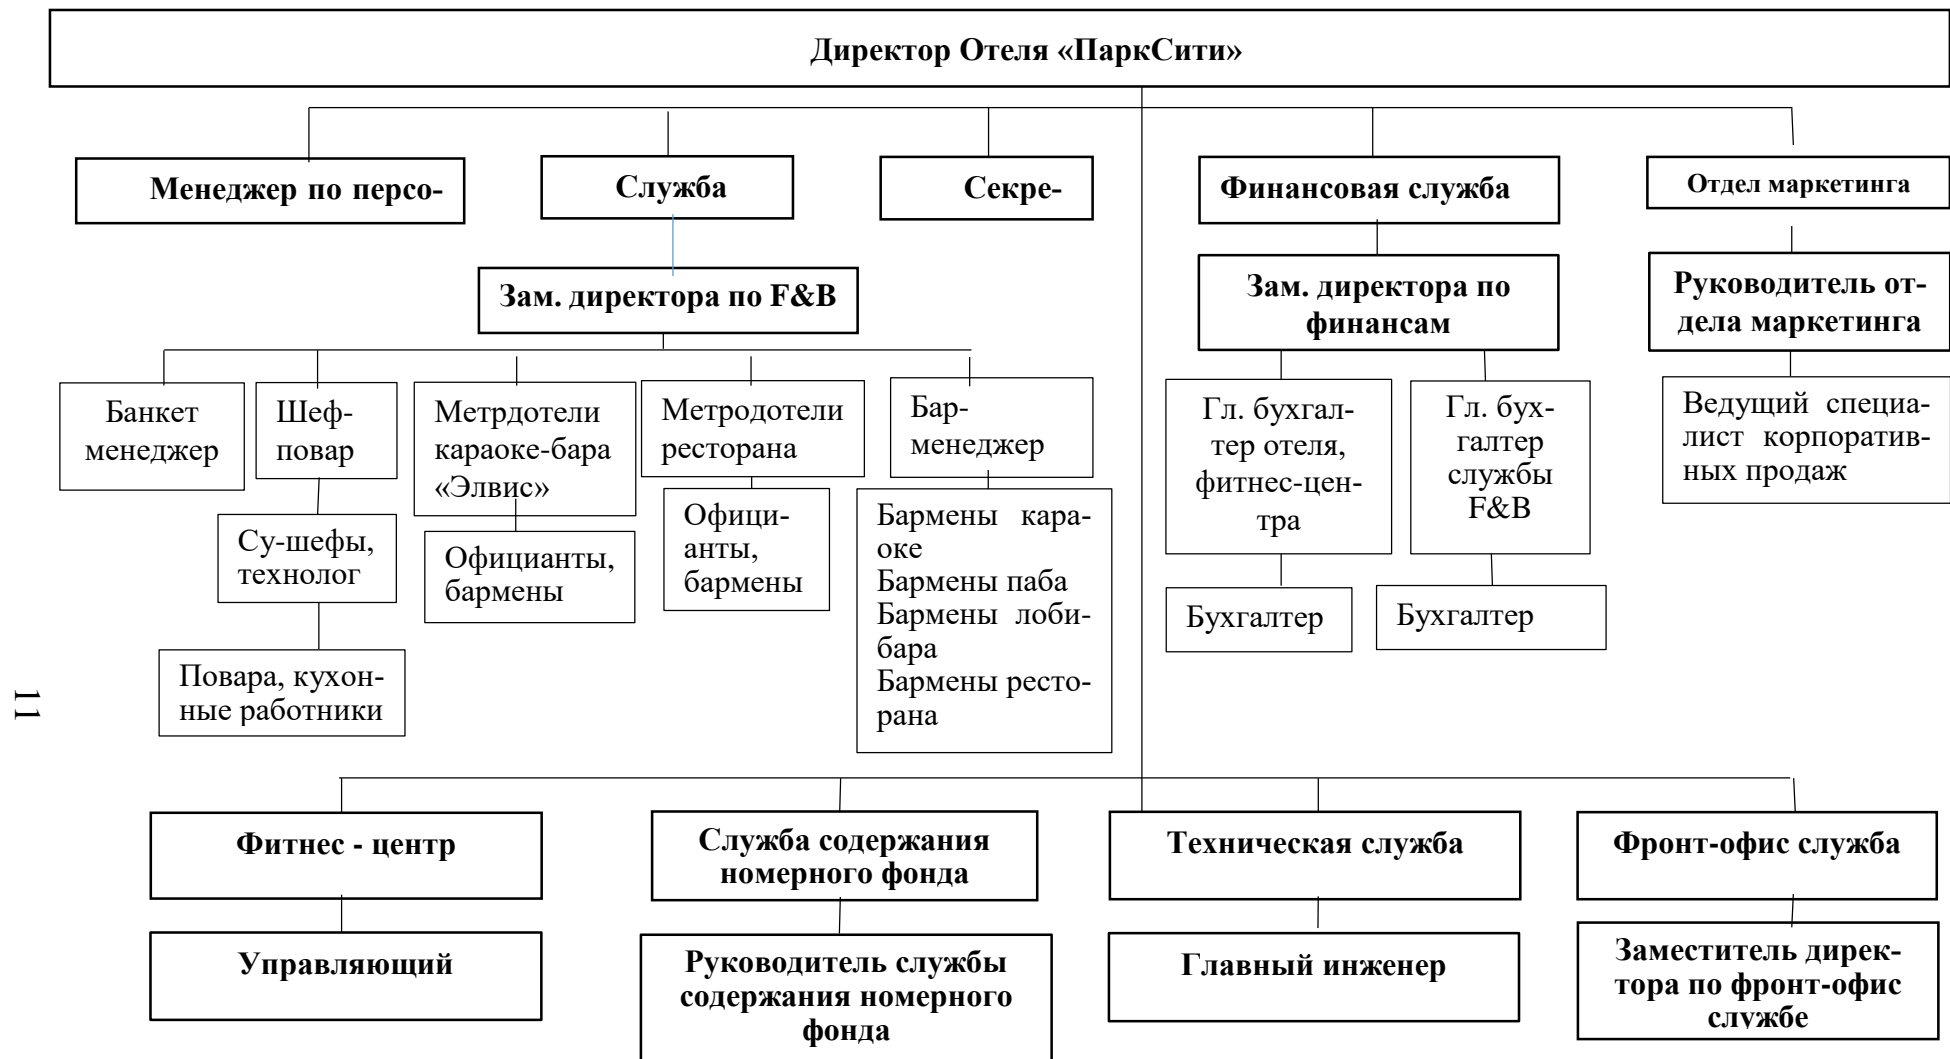 Директор Отеля «ПаркСити»
Менеджер по персо-
Служба
Секре-
Финансовая служба
Отдел маркетинга
Зам. директора по F&B
Зам. директора по
финансам
Руководитель от-
дела маркетинга
Банкет
менеджер
Шеф-
повар
Метрдотели
караоке-бара
«Элвис»
Метродотели
ресторана
Бар-
менеджер
Гл. бухгал-
тер отеля,
фитнес-цен-
тра
Гл. бух-
галтер
службы
F&B
Ведущий специа-
лист корпоратив-
ных продаж
Су-шефы,
технолог
Официанты,
бармены
Офици-
анты,
бармены
Бармены кара-
оке
Бармены паба
Бармены лоби-
бара
Бармены ресто-
рана
Бухгалтер
Бухгалтер
Повара, кухон-
ные работники
11
Фитнес - центр
Служба содержания
номерного фонда
Техническая служба
Фронт-офис служба
Управляющий
Руководитель службы
содержания номерного
фонда
Главный инженер
Заместитель дирек-
тора по фронт-офис
службе